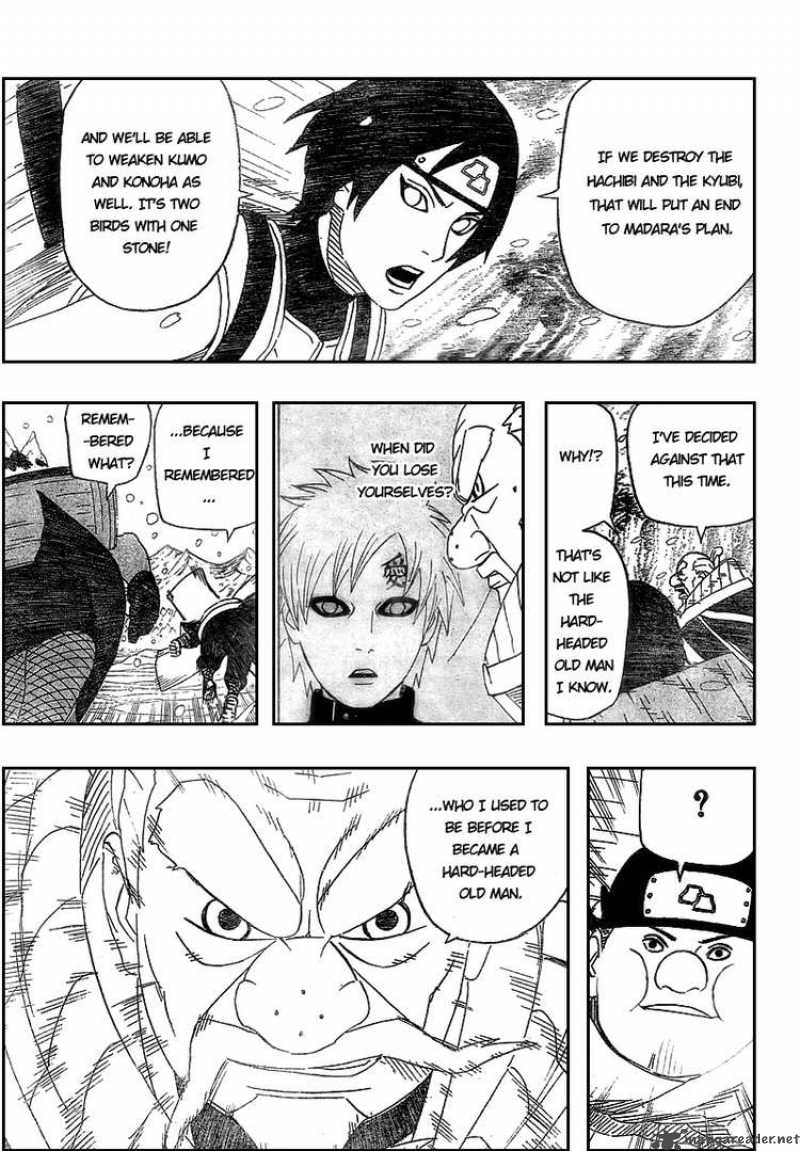 IF WE DESTROY THE
HACHIBI AND THE KYUBI,
THAT WILL PUT AN END
TO MADARA'S PLAN.
AND WE'LL BE ABLE
TO WEAKEN KUMO
AND KONOHA AS
WELL. IT'S TWO
BIRDS WITH ONE
STONE!
I'VE DECIDED
AGAINST THAT
THIS TIME.
WHY!?
THAT'S
NOT LIKE
THE
HARD-
HEADED
OLD MAN
I KNOW.
WHEN DID
YOU LOSE
YOURSELVES?
愛
...BECAUSE
I
REMEMBERED
...
REMEM-
BERED
WHAT?
?
...WHO I USED TO
BE BEFORE I
BECAME A
HARD-HEADED
OLD MAN.
mangareader.net